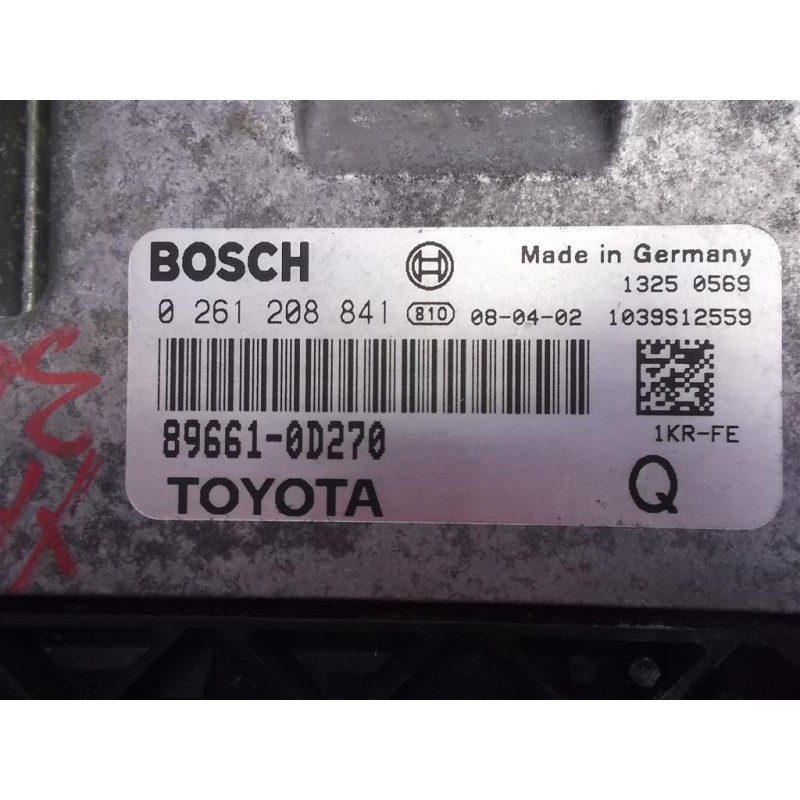 BOSCH Made in Germany
1325 0569
0 261 208 841 810 08-04-02 1039S12559
89661-0D270 1KR-FE
TOYOTA Q